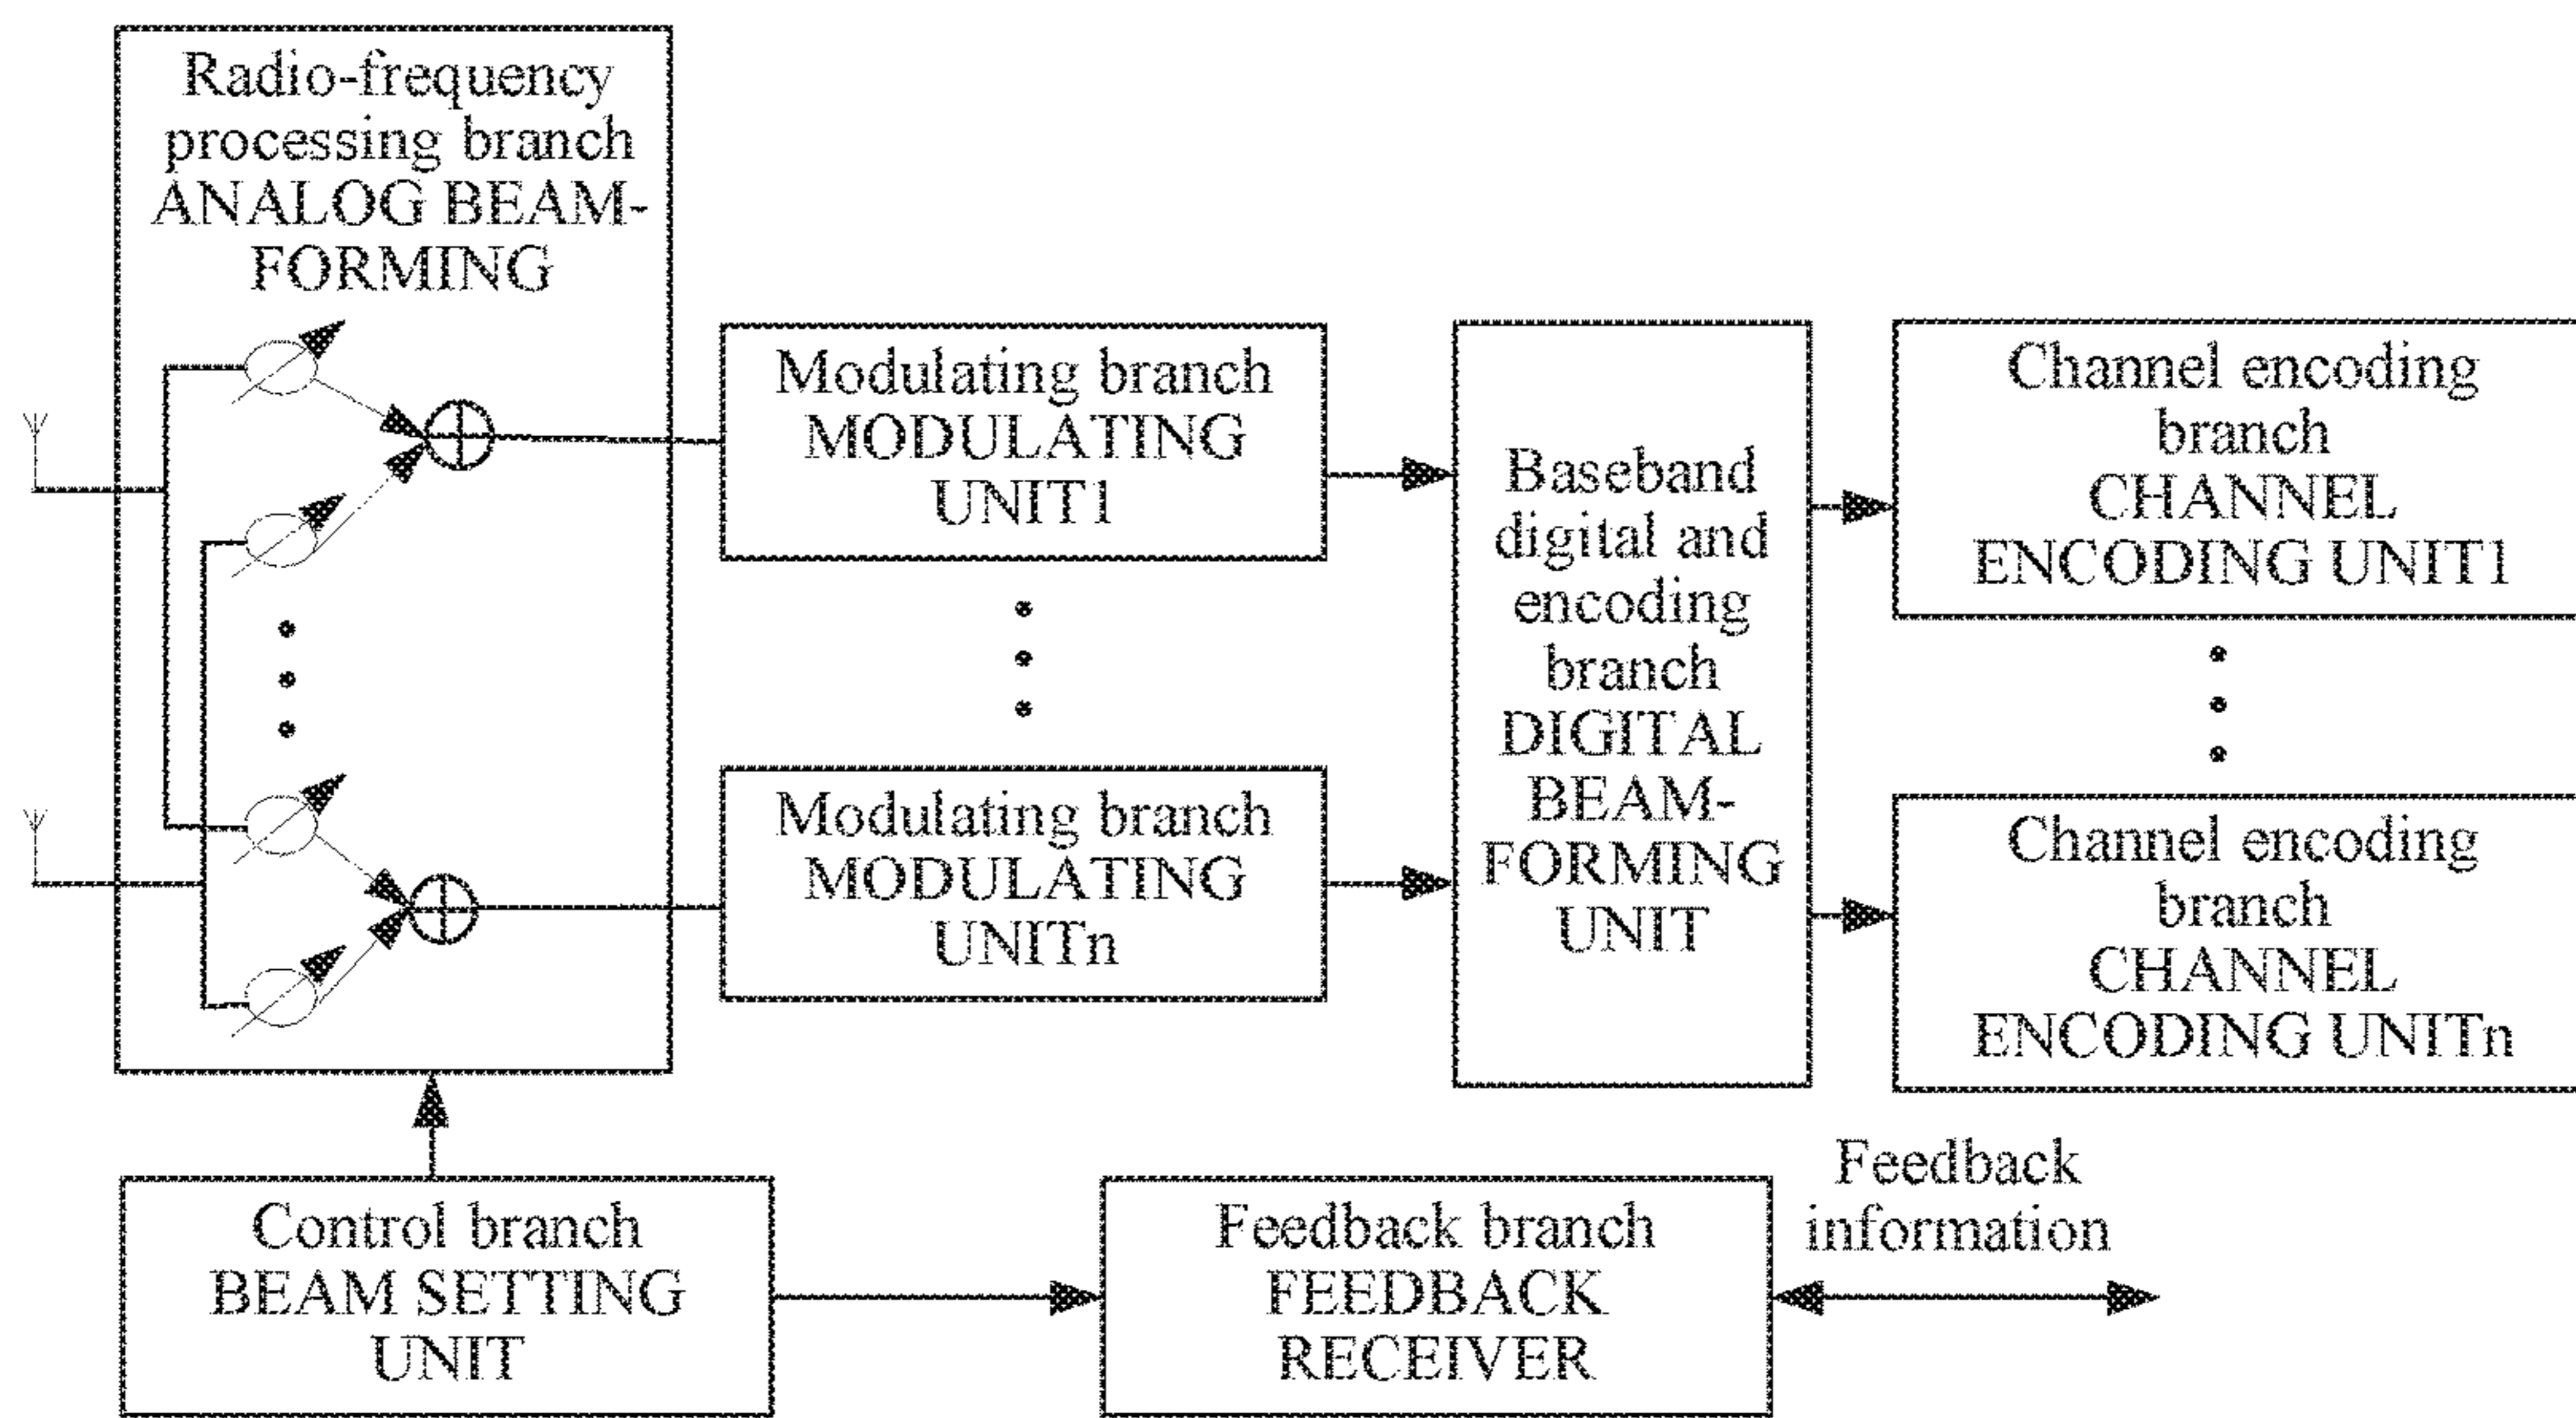 Radio-frequency
processing branch
ANALOG BEAM-
FORMING
Modulating branch
MODULATING
UNIT1
Modulating branch
MODULATING
UNITn
Baseband
digital and
encoding
branch
DIGITAL
BEAM-
FORMING
UNIT
Channel encoding
branch
CHANNEL
ENCODING UNIT1
Channel encoding
branch
CHANNEL
ENCODING UNITn
Control branch
BEAM SETTING
UNIT
Feedback branch
FEEDBACK
RECEIVER
Feedback
information